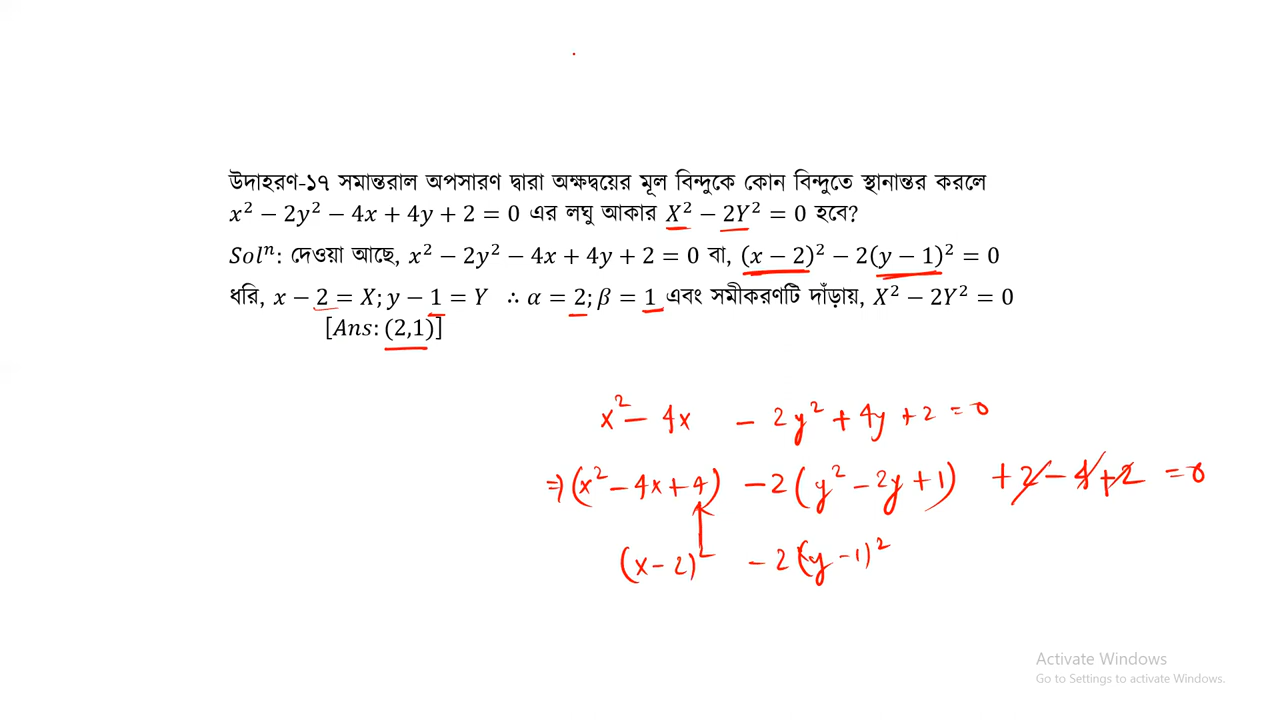 উদাহরণ-১৭ সমান্তরাল অপসারণ দ্বারা অক্ষদ্বয়ের মূল বিন্দুকে কোন বিন্দুতে স্থানান্তর করলে
x² − 2y² − 4x + 4y + 2 = 0 এর লঘু আকার X² − 2Y² = 0 হবে?
Solⁿ: দেওয়া আছে, x² − 2y² − 4x + 4y + 2 = 0 বা, (x − 2)² − 2(y − 1)² = 0
ধরি, x − 2 = X; y − 1 = Y ∴ α = 2; β = 1 এবং সমীকরণটি দাঁড়ায়, X² − 2Y² = 0
[Ans: (2,1)]
x² − 4x − 2y² + 4y + 2 = 0
⇒ (x² − 4x + 4) − 2(y² − 2y + 1) + 2 − 4 + 2 = 0
(x − 2)² − 2(y − 1)²
Activate Windows
Go to Settings to activate Windows.